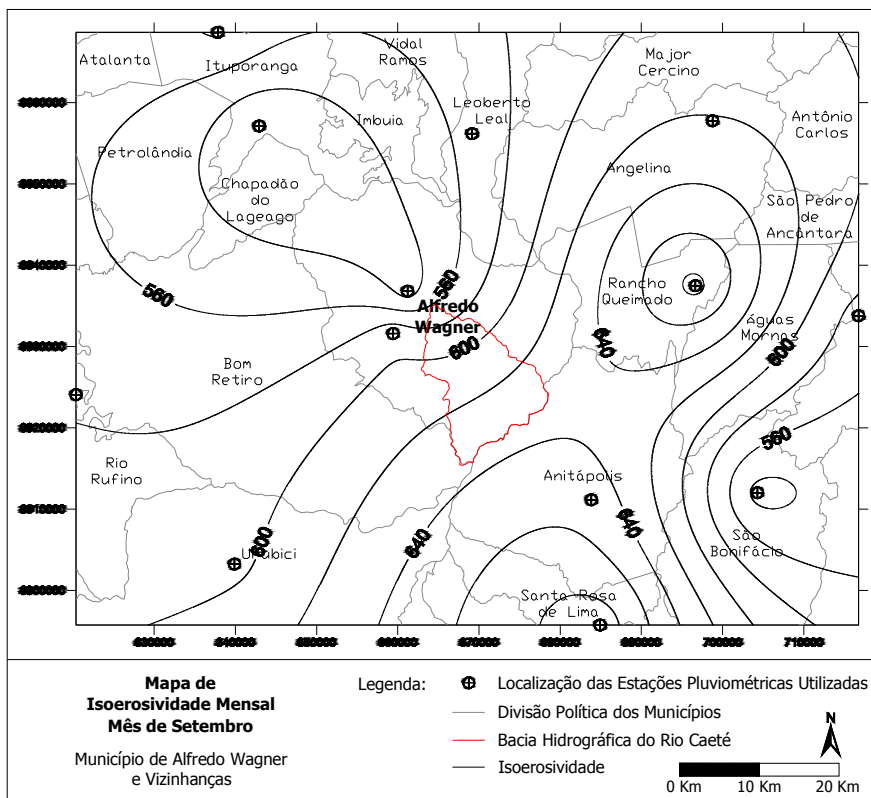 Atalanta
Ituporanga
Vidal
Ramos
Major
Cercino
Leoberto
Leal
Imbuia
Antônio
Carlos
Petrolândia
Angelina
Chapadão
do
Lageago
São Pedro
de
Ancântara
560
560
Rancho
Queimado
Alfredo
Wagner
Águas
Mornas
600
600
640
Bom
Retiro
560
Rio
Rufino
Anitápolis
640
640
600
Urubici
São
Bonifácio
Santa Rosa
de Lima
700000
710000
Mapa de
Isoerosividade Mensal
Mês de Setembro
Município de Alfredo Wagner
e Vizinhanças
Legenda:
Localização das Estações Pluviométricas Utilizadas
Divisão Política dos Municípios
Bacia Hidrográfica do Rio Caeté
Isoerosividade
N
0 Km 10 Km 20 Km